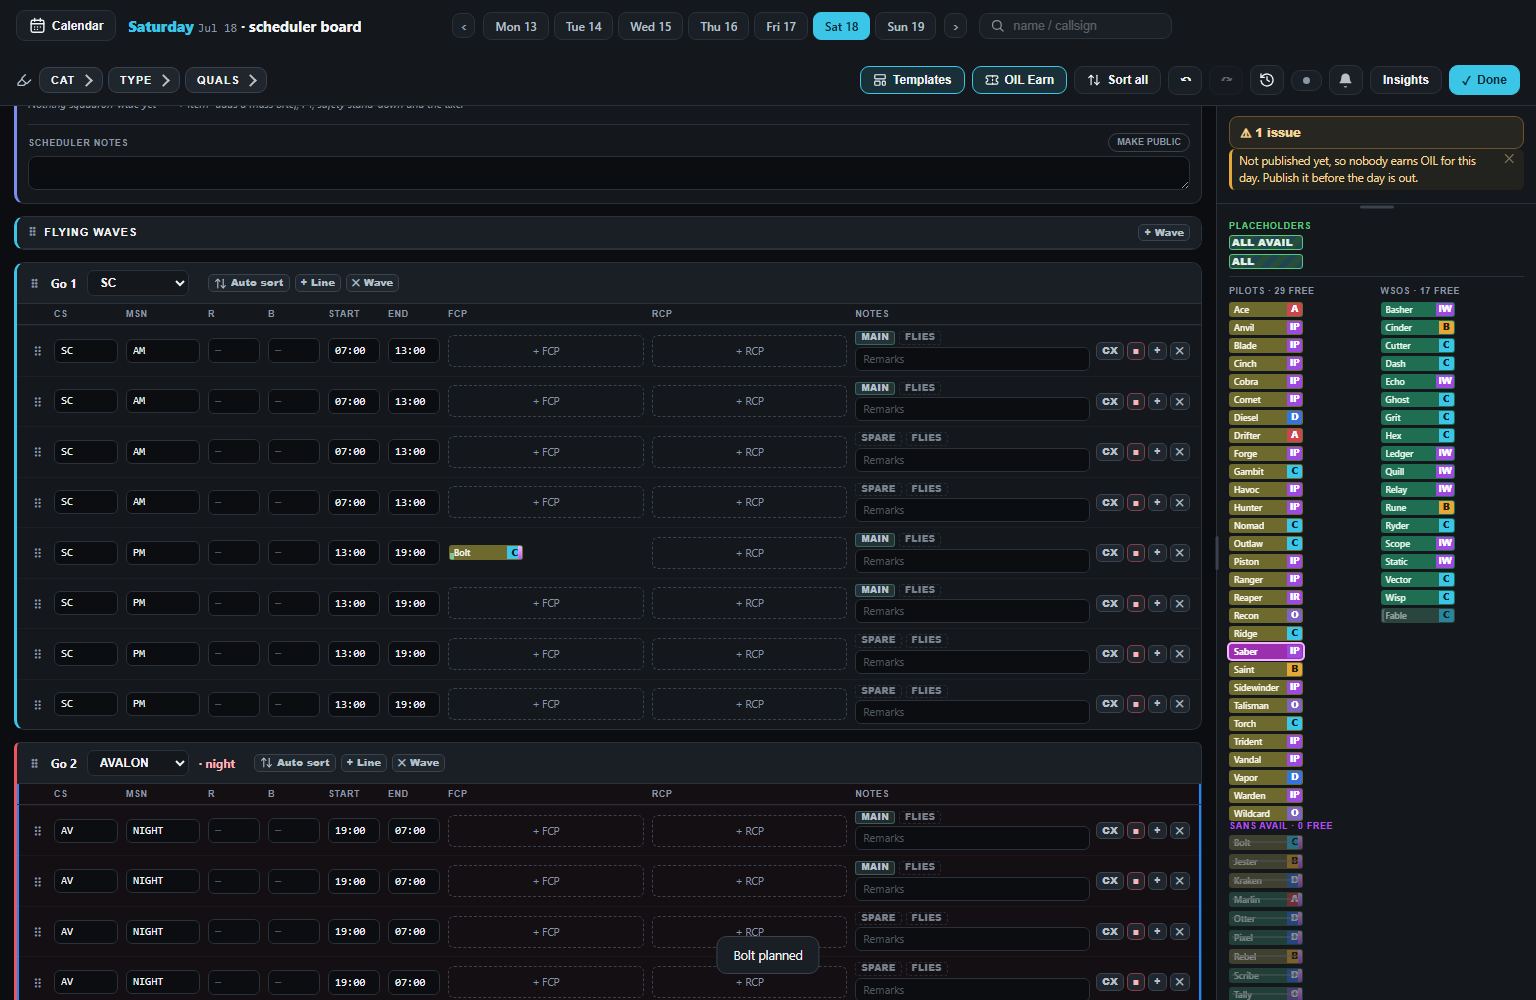 Calendar
Saturday Jul 18 · scheduler board
‹
Mon 13
Tue 14
Wed 15
Thu 16
Fri 17
Sat 18
Sun 19
›
name / callsign
CAT
TYPE
QUALS
Templates
OIL Earn
Sort all
Insights
✓ Done
SCHEDULER NOTES
MAKE PUBLIC
FLYING WAVES
+ Wave
Go 1 SC Auto sort + Line × Wave
CS MSN R B START END FCP RCP NOTES
SC AM – – 07:00 13:00 + FCP + RCP MAIN FLIES Remarks CX ■ + ×
SC AM – – 07:00 13:00 + FCP + RCP MAIN FLIES Remarks CX ■ + ×
SC AM – – 07:00 13:00 + FCP + RCP SPARE FLIES Remarks CX ■ + ×
SC AM – – 07:00 13:00 + FCP + RCP SPARE FLIES Remarks CX ■ + ×
SC PM – – 13:00 19:00 Bolt C + RCP MAIN FLIES Remarks CX ■ + ×
SC PM – – 13:00 19:00 + FCP + RCP MAIN FLIES Remarks CX ■ + ×
SC PM – – 13:00 19:00 + FCP + RCP SPARE FLIES Remarks CX ■ + ×
SC PM – – 13:00 19:00 + FCP + RCP SPARE FLIES Remarks CX ■ + ×
Go 2 AVALON · night Auto sort + Line × Wave
CS MSN R B START END FCP RCP NOTES
AV NIGHT – – 19:00 07:00 + FCP + RCP MAIN FLIES Remarks CX ■ + ×
AV NIGHT – – 19:00 07:00 + FCP + RCP MAIN FLIES Remarks CX ■ + ×
AV NIGHT – – 19:00 07:00 + FCP + RCP SPARE FLIES Remarks CX ■ + ×
AV NIGHT – – 19:00 07:00 + FCP + RCP SPARE FLIES Remarks CX ■ + ×
Bolt planned
⚠ 1 issue
Not published yet, so nobody earns OIL for this
day. Publish it before the day is out.
PLACEHOLDERS
ALL AVAIL
ALL
PILOTS · 29 FREE
Ace A
Anvil IP
Blade IP
Cinch IP
Cobra IP
Comet IP
Diesel D
Drifter A
Forge IP
Gambit C
Havoc IP
Hunter IP
Nomad C
Outlaw C
Piston IP
Ranger IP
Reaper IR
Recon O
Ridge C
Saber IP
Saint B
Sidewinder IP
Talisman O
Torch C
Trident IP
Vandal IP
Vapor D
Warden IP
Wildcard O
WSOS · 17 FREE
Basher IW
Cinder B
Cutter C
Dash C
Echo IW
Ghost C
Grit C
Hex C
Ledger IW
Quill IW
Relay IW
Rune B
Ryder C
Scope IW
Static IW
Vector C
Wisp C
Fable C
SANS AVAIL · 0 FREE
Bolt C
Jester B
Kraken D
Marlin A
Otter D
Pixel D
Rebel B
Scribe D
Tally O